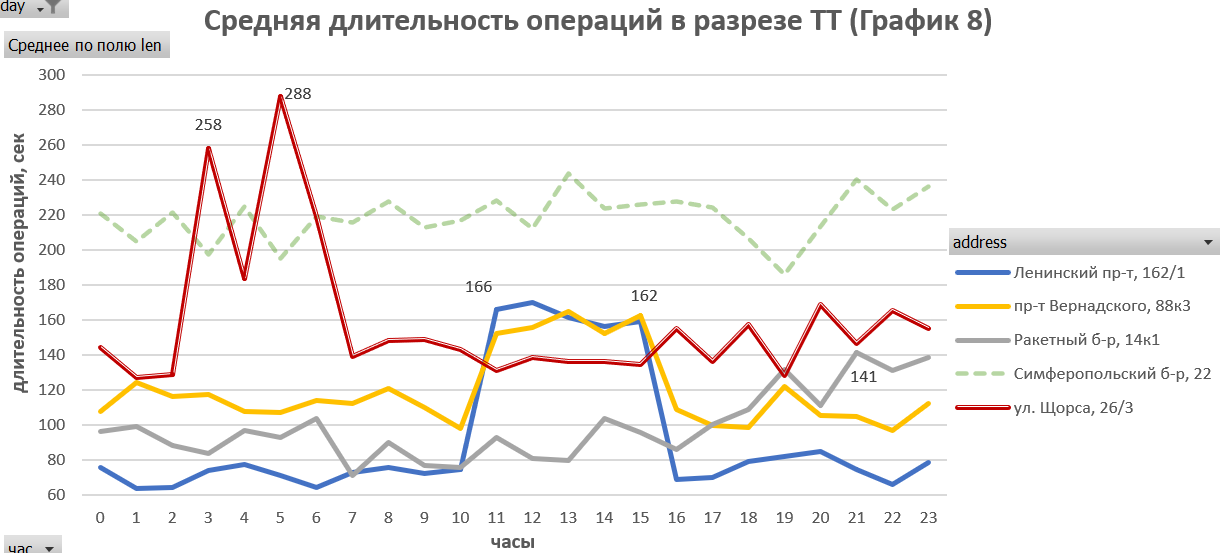 day
Средняя длительность операций в разрезе ТТ (График 8)
Среднее по полю len
длительность операций, сек
300
280
260
240
220
200
180
160
140
120
100
80
60
258
288
166
162
141
0 1 2 3 4 5 6 7 8 9 10 11 12 13 14 15 16 17 18 19 20 21 22 23
часы
час
address
Ленинский пр-т, 162/1
пр-т Вернадского, 88к3
Ракетный б-р, 14к1
Симферопольский б-р, 22
ул. Щорса, 26/3